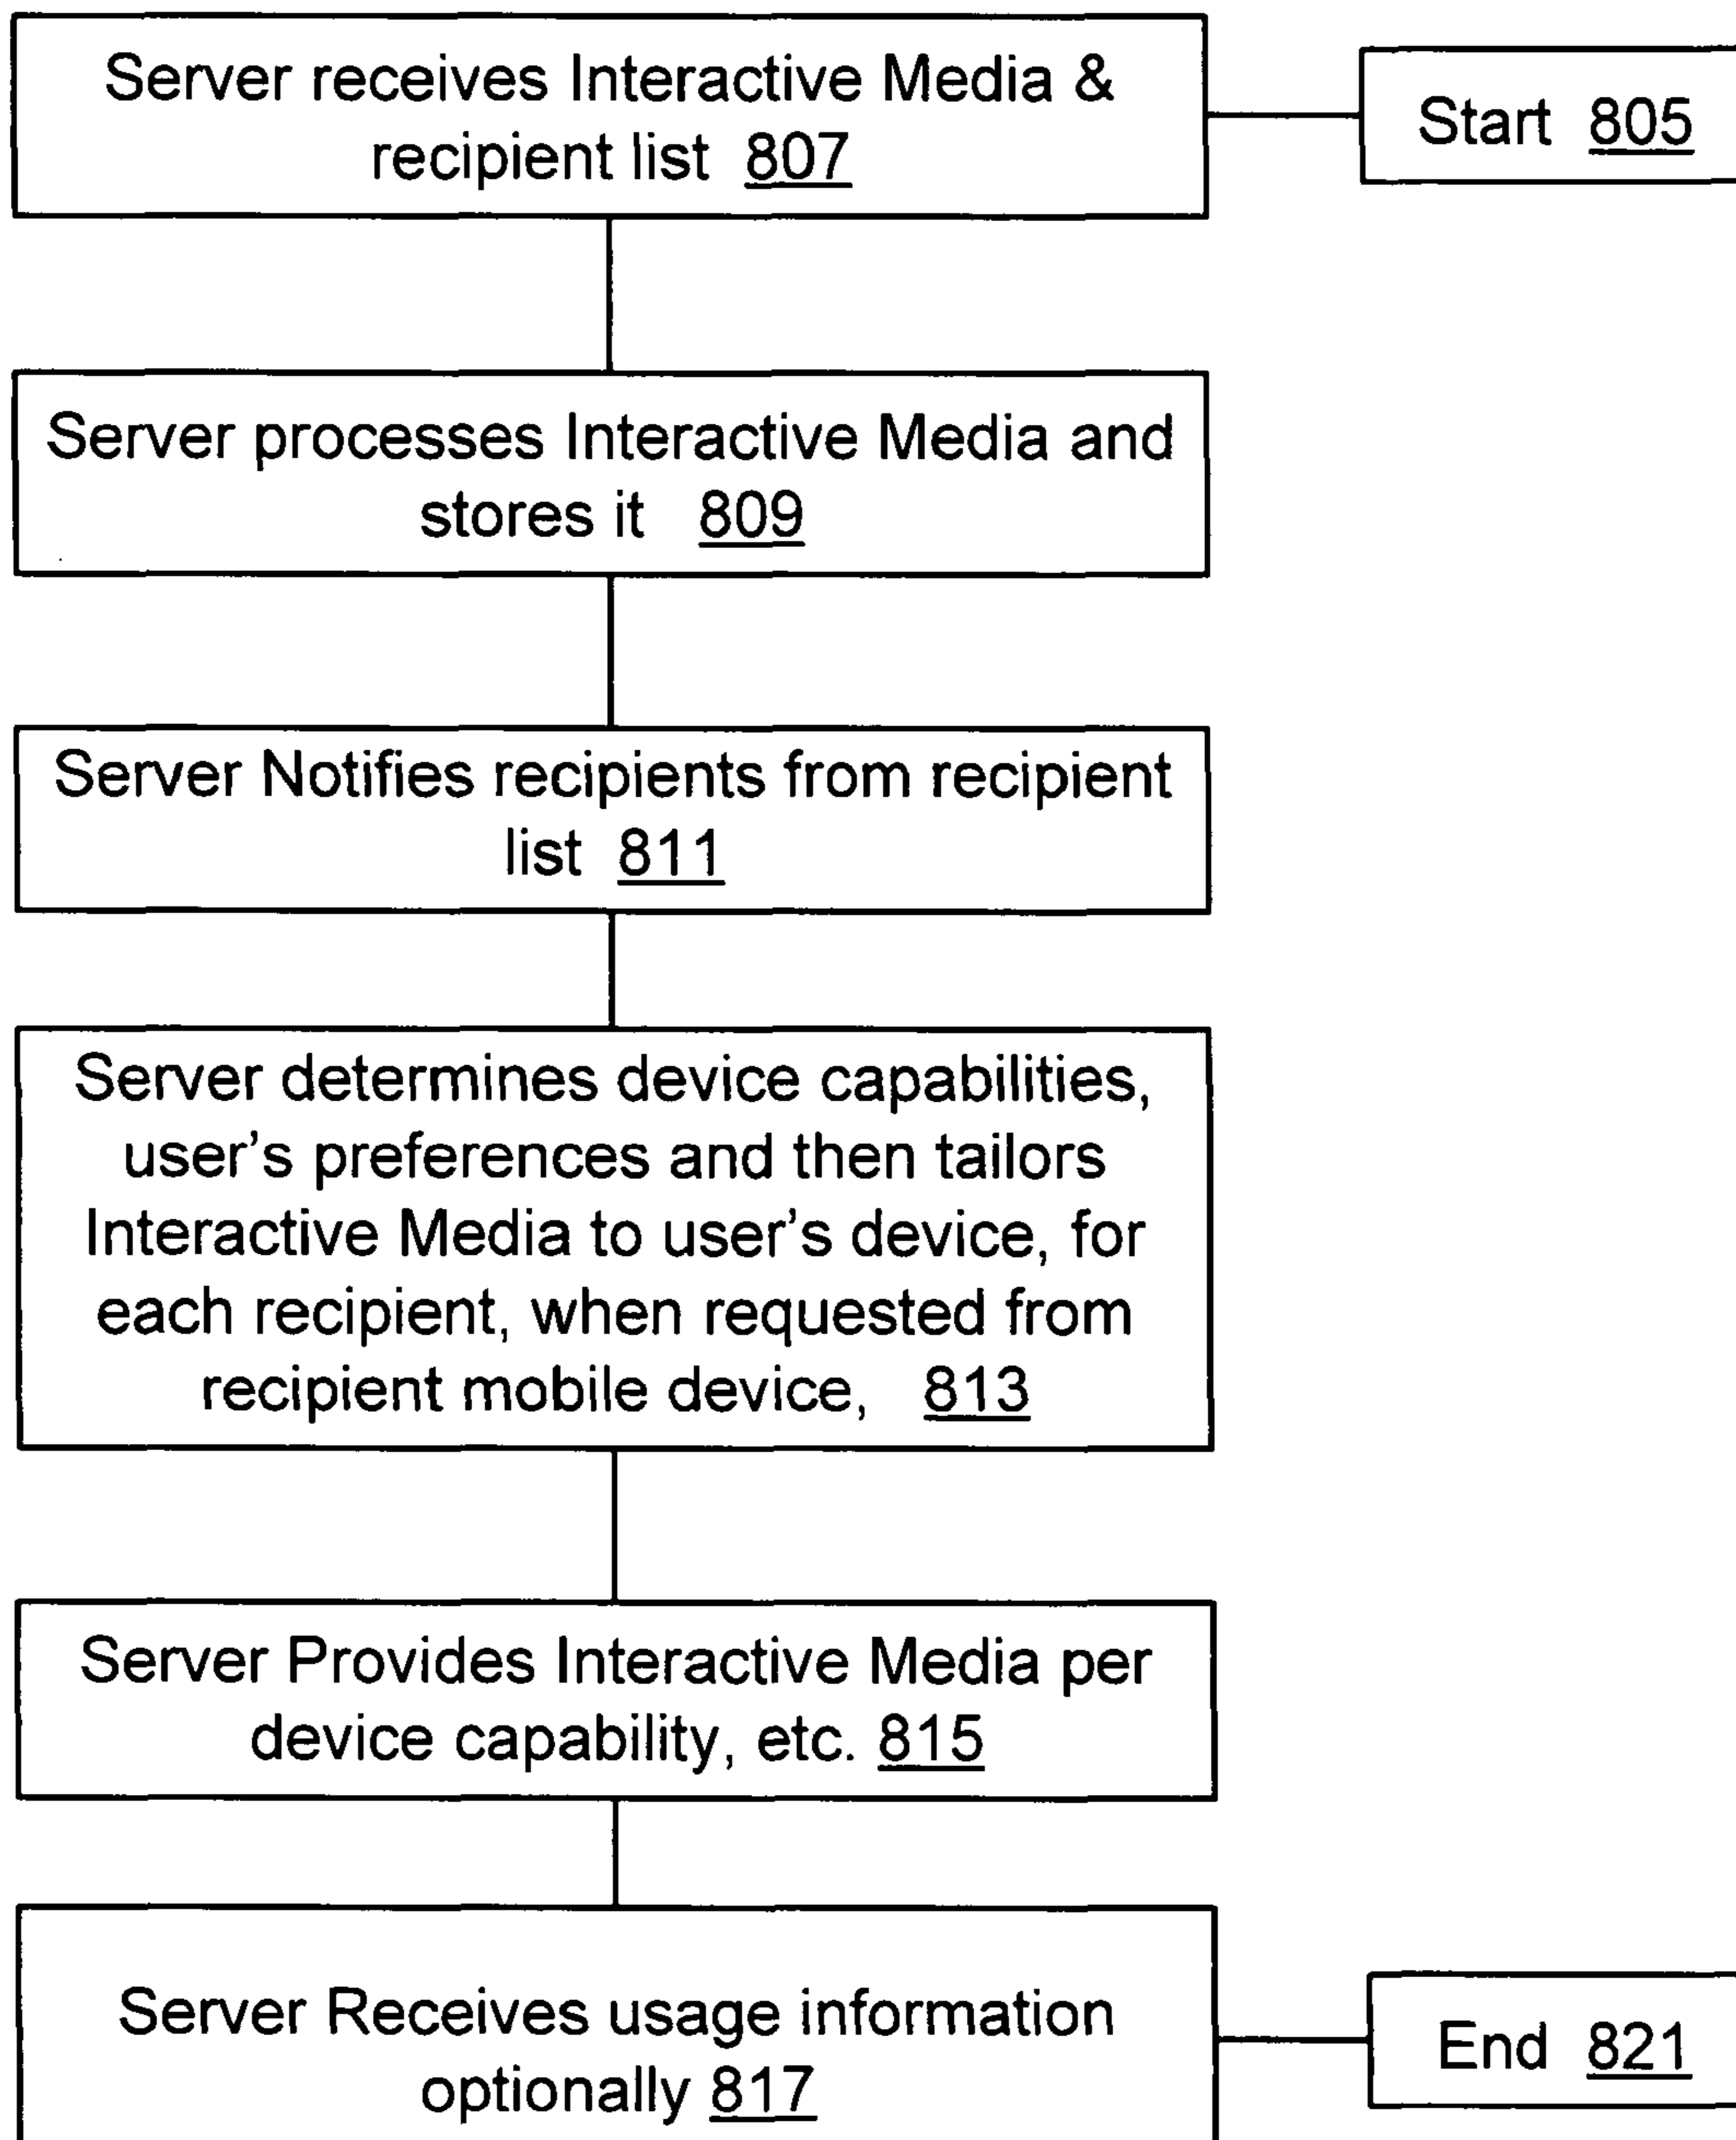 Server receives Interactive Media &
recipient list 807
Start 805
Server processes Interactive Media and
stores it 809
Server Notifies recipients from recipient
list 811
Server determines device capabilities,
user's preferences and then tailors
Interactive Media to user's device, for
each recipient, when requested from
recipient mobile device, 813
Server Provides Interactive Media per
device capability, etc. 815
Server Receives usage information
optionally 817
End 821